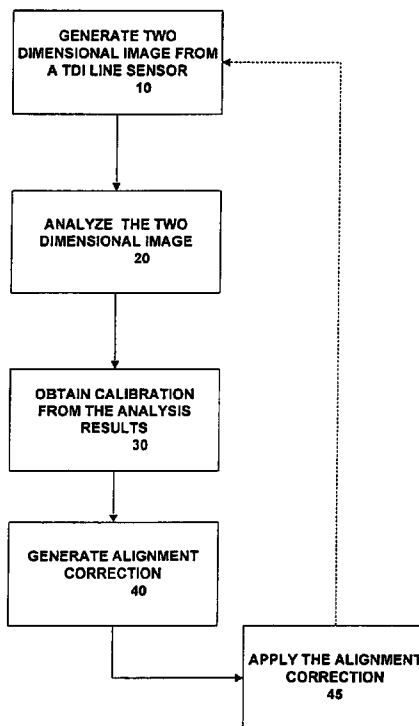 GENERATE TWO
DIMENSIONAL IMAGE FROM
A TDI LINE SENSOR
10
ANALYZE THE TWO
DIMENSIONAL IMAGE
20
OBTAIN CALIBRATION
FROM THE ANALYSIS
RESULTS
30
GENERATE ALIGNMENT
CORRECTION
40
APPLY THE ALIGNMENT
CORRECTION
45